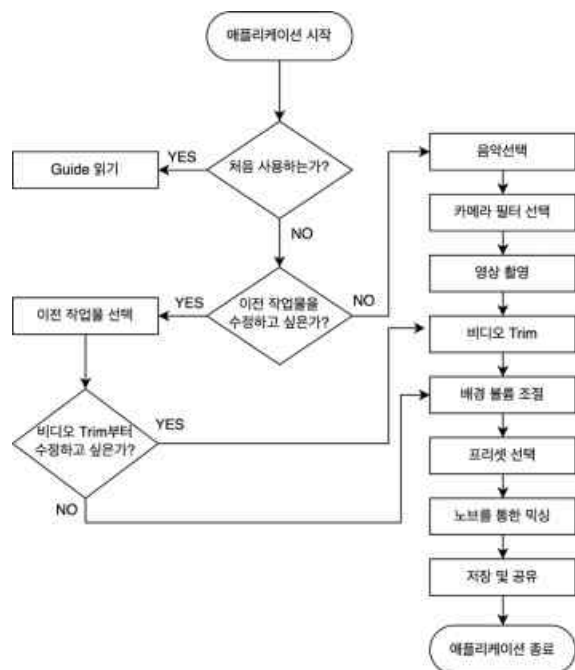 애플리케이션 시작
처음 사용하는가?
YES
Guide 읽기
NO
이전 작업물을
수정하고 싶은가?
YES
NO
이전 작업물 선택
비디오 Trim부터
수정하고 싶은가?
YES
NO
음악선택
카메라 필터 선택
영상 촬영
비디오 Trim
배경 볼륨 조절
프리셋 선택
노브를 통한 믹싱
저장 및 공유
애플리케이션 종료